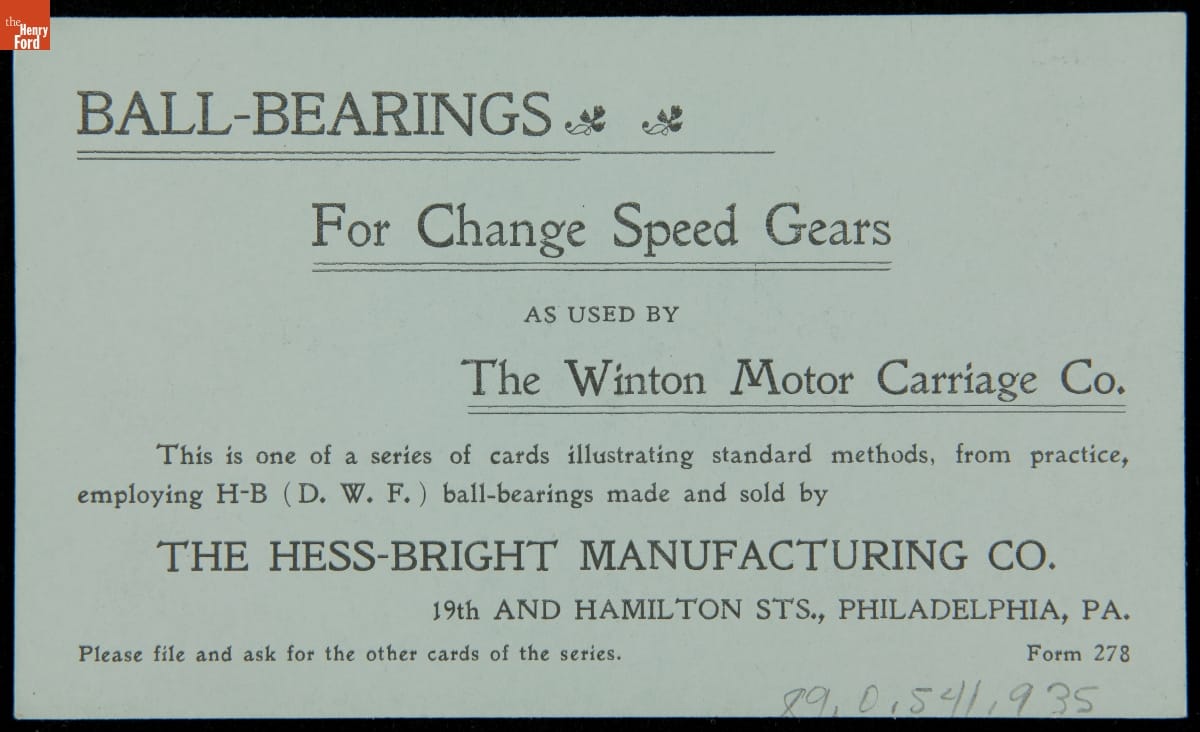 the
Henry
Ford
BALL-BEARINGS
For Change Speed Gears
AS USED BY
The Winton Motor Carriage Co.
This is one of a series of cards illustrating standard methods, from practice,
employing H-B (D. W. F.) ball-bearings made and sold by
THE HESS-BRIGHT MANUFACTURING CO.
19th AND HAMILTON STS., PHILADELPHIA, PA.
Please file and ask for the other cards of the series. Form 278
89.0.541.935